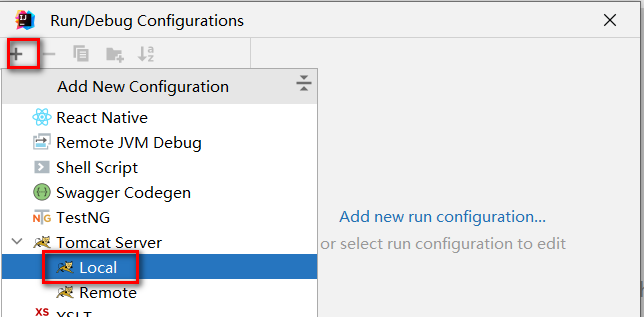 Run/Debug Configurations
Add New Configuration
React Native
Remote JVM Debug
Shell Script
Swagger Codegen
TestNG
Tomcat Server
Local
Remote
XSLT
Add new run configuration...
or select run configuration to edit